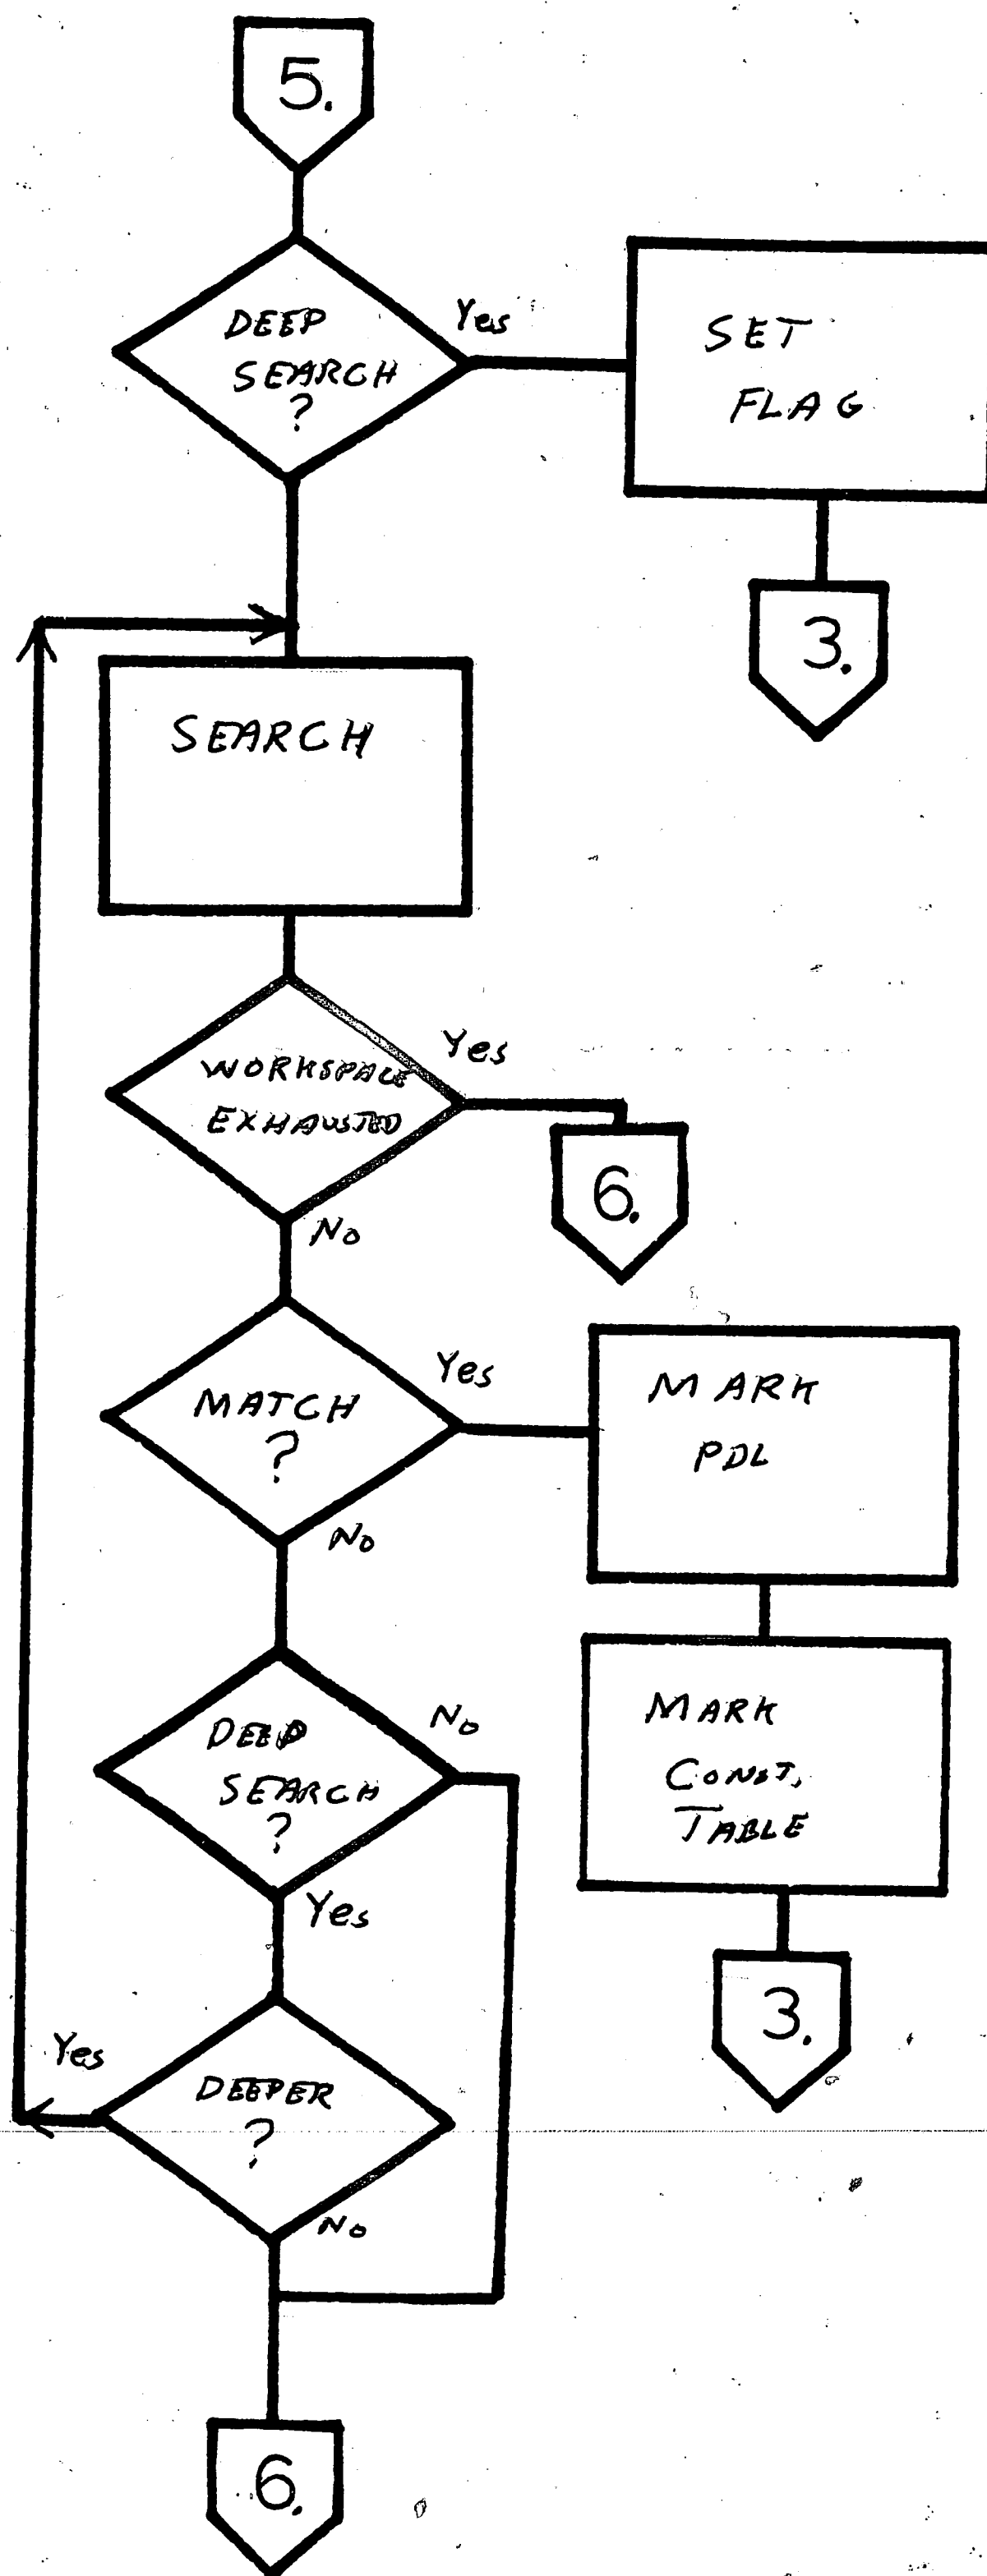 5.
DEEP
SEARCH
?
Yes
SET
FLAG
3.
SEARCH
WORKSPACE
EXHAUSTED
Yes
6.
No
MATCH
?
Yes
MARK
PDL
No
MARK
CONST,
TABLE
3.
DEEP
SEARCH
?
No
Yes
DEEPER
?
Yes
No
6.